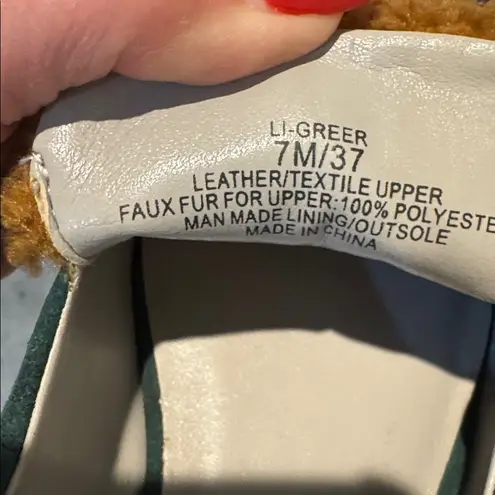 LI-GREER
7M/37
LEATHER/TEXTILE UPPER
FAUX FUR FOR UPPER:100% POLYESTE
MAN MADE LINING/OUTSOLE
MADE IN CHINA